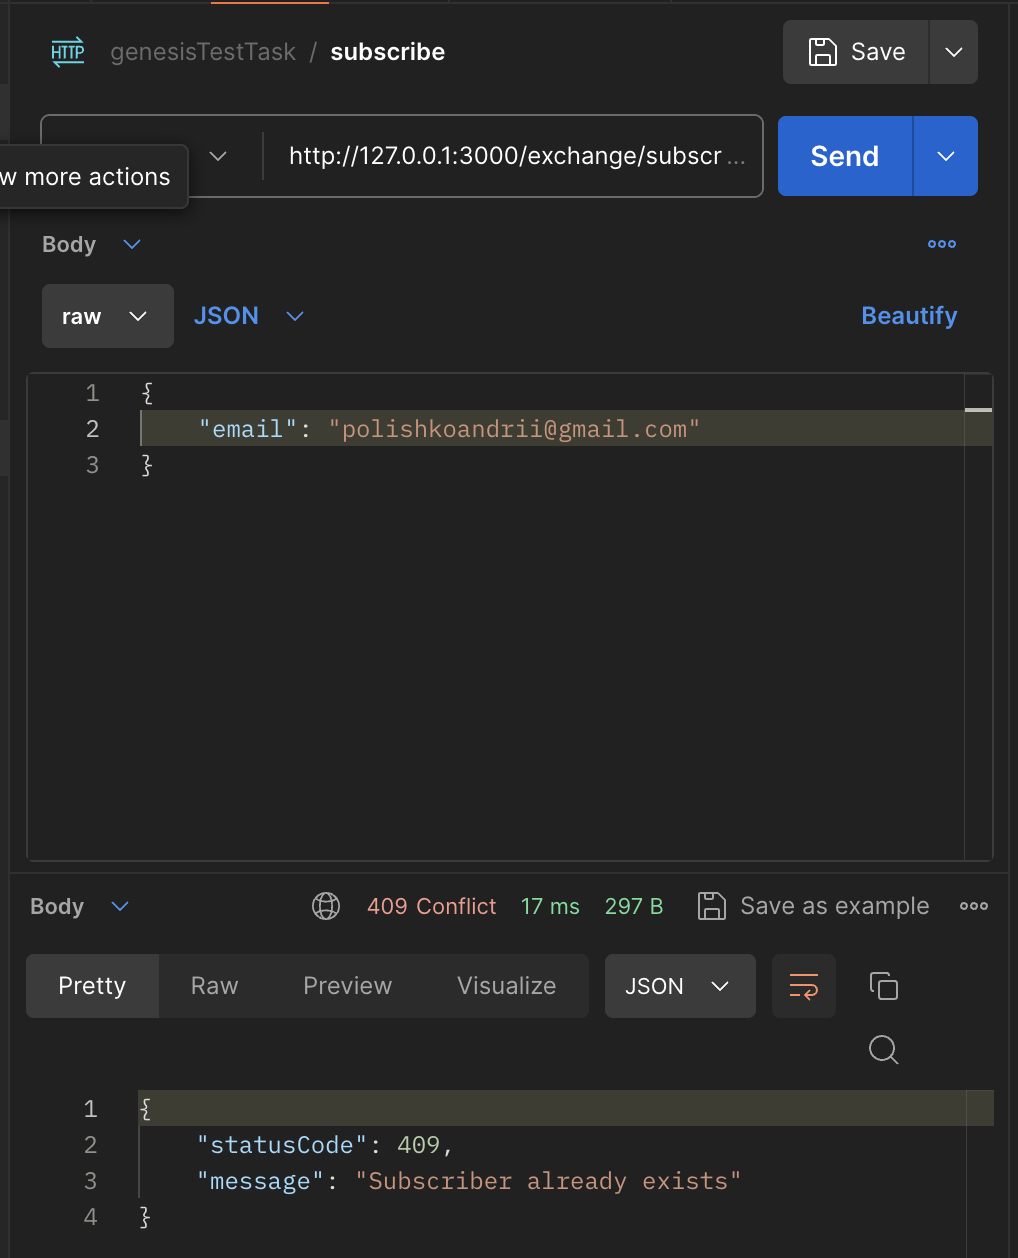 HTTP genesisTestTask / subscribe Save
http://127.0.0.1:3000/exchange/subscr ... Send
w more actions
Body
raw JSON Beautify
1 {
2 "email": "polishkoandrii@gmail.com"
3 }
Body 409 Conflict 17 ms 297 B Save as example
Pretty Raw Preview Visualize JSON
1 {
2 "statusCode": 409,
3 "message": "Subscriber already exists"
4 }